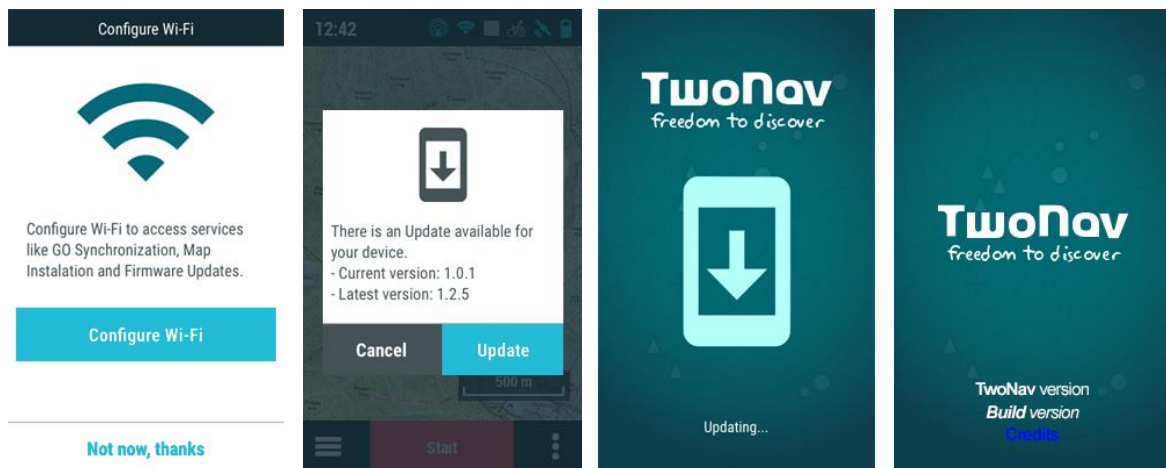 Configure Wi-Fi
Configure Wi-Fi to access services
like GO Synchronization, Map
Instalation and Firmware Updates.
Configure Wi-Fi
Not now, thanks
12:42
There is an Update available for
your device.
- Current version: 1.0.1
- Latest version: 1.2.5
Cancel
Update
500 m
Start
TwoNav
freedom to discover
Updating...
TwoNav
freedom to discover
TwoNav version
Build version
Credits